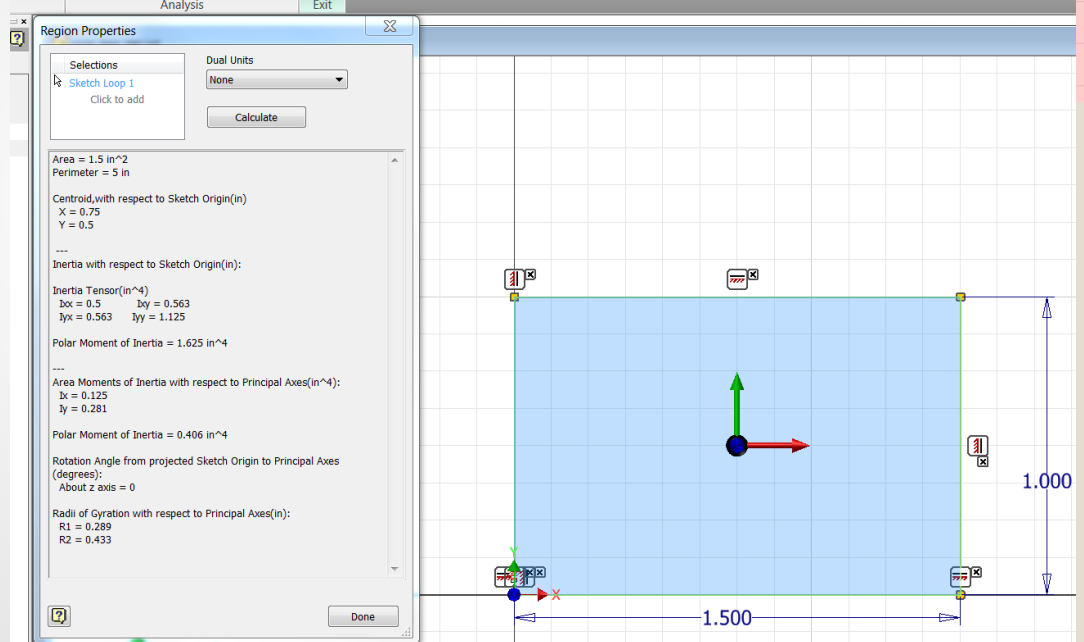 Analysis
Exit
Region Properties
Selections
Sketch Loop 1
Click to add
Dual Units
None
Calculate
Area = 1.5 in^2
Perimeter = 5 in
Centroid,with respect to Sketch Origin(in)
X = 0.75
Y = 0.5
---
Inertia with respect to Sketch Origin(in):
Inertia Tensor(in^4)
Ixx = 0.5 Ixy = 0.563
Iyx = 0.563 Iyy = 1.125
Polar Moment of Inertia = 1.625 in^4
---
Area Moments of Inertia with respect to Principal Axes(in^4):
Ix = 0.125
Iy = 0.281
Polar Moment of Inertia = 0.406 in^4
Rotation Angle from projected Sketch Origin to Principal Axes
(degrees):
About z axis = 0
Radii of Gyration with respect to Principal Axes(in):
R1 = 0.289
R2 = 0.433
Done
1.000
Y
X
1.500